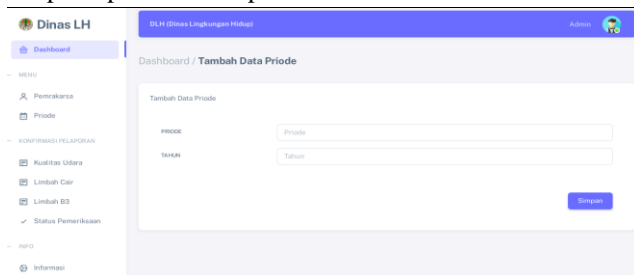 Dinas LH
Dashboard
MENU
Pemrakarsa
Priode
KONFIRMASI PELAPORAN
Kualitas Udara
Limbah Cair
Limbah B3
Status Pemeriksaan
INFO
Informasi
DLH (Dinas Lingkungan Hidup)
Admin
Dashboard / Tambah Data Priode
Tambah Data Priode
PRIODE
Priode
TAHUN
Tahun
Simpan